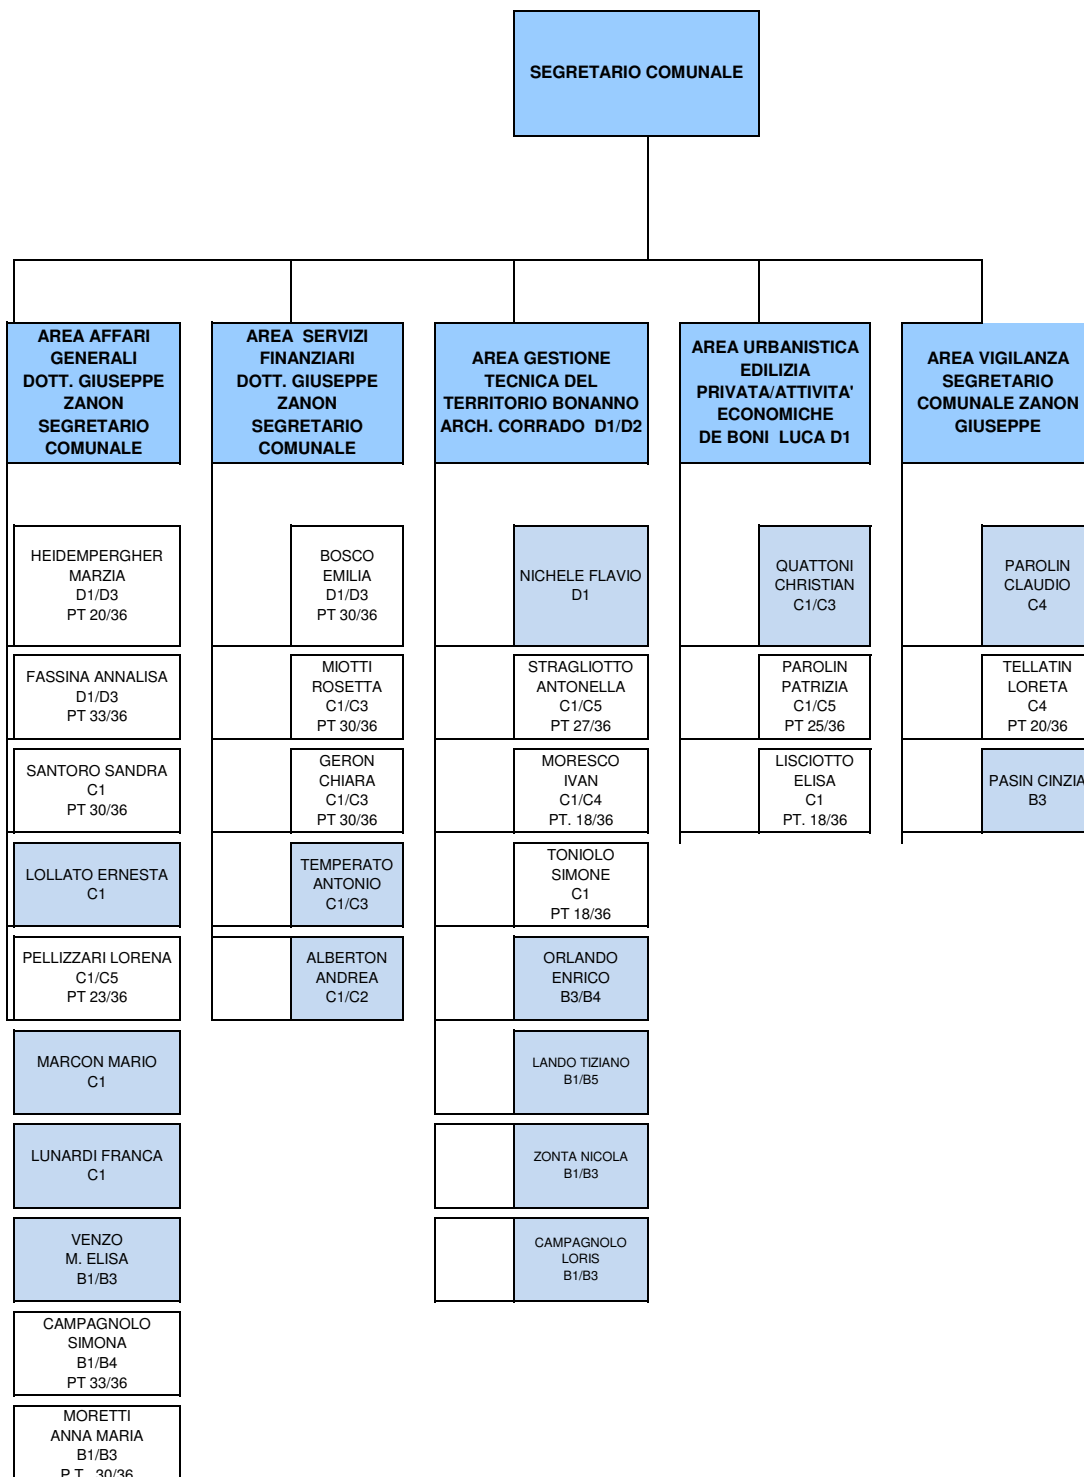 SEGRETARIO COMUNALE
AREA AFFARI
GENERALI
DOTT. GIUSEPPE
ZANON
SEGRETARIO
COMUNALE
AREA SERVIZI
FINANZIARI
DOTT. GIUSEPPE
ZANON
SEGRETARIO
COMUNALE
AREA GESTIONE
TECNICA DEL
TERRITORIO BONANNO
ARCH. CORRADO D1/D2
AREA URBANISTICA
EDILIZIA
PRIVATA/ATTIVITA'
ECONOMICHE
DE BONI LUCA D1
AREA VIGILANZA
SEGRETARIO
COMUNALE ZANON
GIUSEPPE
HEIDEMPERGHER
MARZIA
D1/D3
PT 20/36
FASSINA ANNALISA
D1/D3
PT 33/36
SANTORO SANDRA
C1
PT 30/36
LOLLATO ERNESTA
C1
PELLIZZARI LORENA
C1/C5
PT 23/36
MARCON MARIO
C1
LUNARDI FRANCA
C1
VENZO
M. ELISA
B1/B3
CAMPAGNOLO
SIMONA
B1/B4
PT 33/36
MORETTI
ANNA MARIA
B1/B3
P.T. 30/36
BOSCO
EMILIA
D1/D3
PT 30/36
MIOTTI
ROSETTA
C1/C3
PT 30/36
GERON
CHIARA
C1/C3
PT 30/36
TEMPERATO
ANTONIO
C1/C3
ALBERTON
ANDREA
C1/C2
NICHELE FLAVIO
D1
STRAGLIOTTO
ANTONELLA
C1/C5
PT 27/36
MORESCO
IVAN
C1/C4
PT. 18/36
TONIOLO
SIMONE
C1
PT 18/36
ORLANDO
ENRICO
B3/B4
LANDO TIZIANO
B1/B5
ZONTA NICOLA
B1/B3
CAMPAGNOLO
LORIS
B1/B3
QUATTONI
CHRISTIAN
C1/C3
PAROLIN
PATRIZIA
C1/C5
PT 25/36
LISCIOTTO
ELISA
C1
PT. 18/36
PAROLIN
CLAUDIO
C4
TELLATIN
LORETA
C4
PT 20/36
PASIN CINZIA
B3